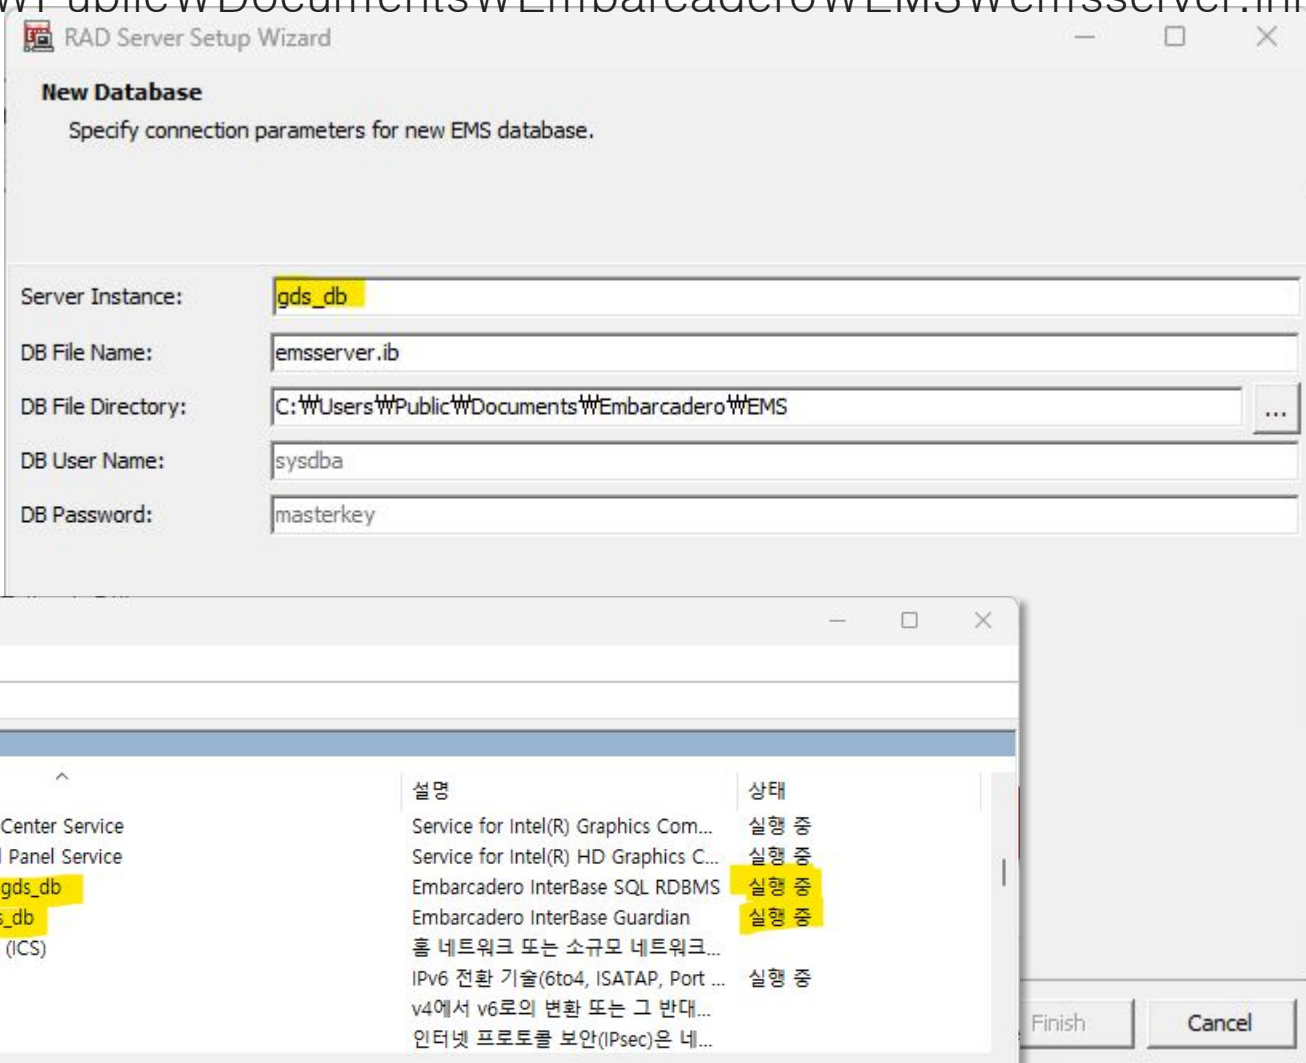 RAD Server Setup Wizard
New Database
Specify connection parameters for new EMS database.
Server Instance: gds_db
DB File Name: emsserver.ib
DB File Directory: C:₩Users₩Public₩Documents₩Embarcadero₩EMS ...
DB User Name: sysdba
DB Password: masterkey
설명 상태
Center Service Service for Intel(R) Graphics Com... 실행 중
Panel Service Service for Intel(R) HD Graphics C... 실행 중
gds_db Embarcadero InterBase SQL RDBMS 실행 중
s_db Embarcadero InterBase Guardian 실행 중
(ICS) 홈 네트워크 또는 소규모 네트워크...
IPv6 전환 기술(6to4, ISATAP, Port ... 실행 중
v4에서 v6로의 변환 또는 그 반대...
인터넷 프로토콜 보안(IPsec)은 네...
Finish Cancel